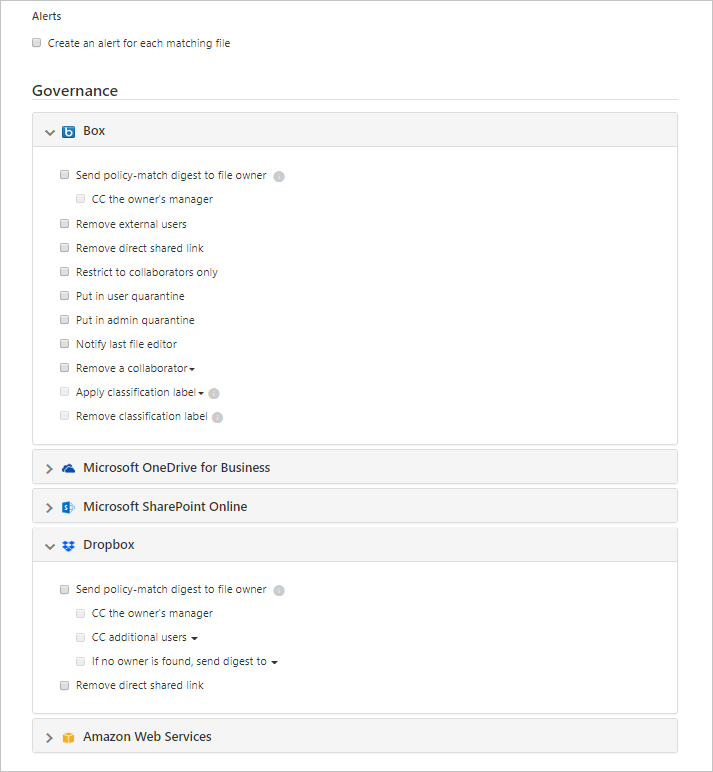 Alerts
Create an alert for each matching file
Governance
Box
Send policy-match digest to file owner
CC the owner's manager
Remove external users
Remove direct shared link
Restrict to collaborators only
Put in user quarantine
Put in admin quarantine
Notify last file editor
Remove a collaborator
Apply classification label
Remove classification label
Microsoft OneDrive for Business
Microsoft SharePoint Online
Dropbox
Send policy-match digest to file owner
CC the owner's manager
CC additional users
If no owner is found, send digest to
Remove direct shared link
Amazon Web Services